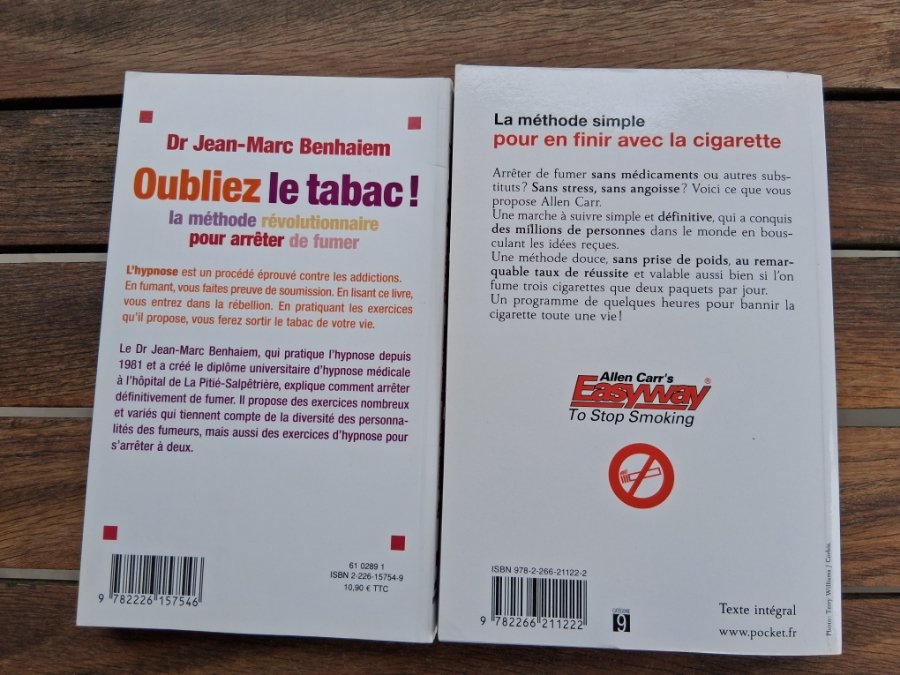 Dr Jean-Marc Benhaiem
Oubliez le tabac !
la méthode révolutionnaire
pour arrêter de fumer
L'hypnose est un procédé éprouvé contre les addictions.
En fumant, vous faites preuve de soumission. En lisant ce livre,
vous entrez dans la rébellion. En pratiquant les exercices
qu'il propose, vous ferez sortir le tabac de votre vie.
Le Dr Jean-Marc Benhaiem, qui pratique l'hypnose depuis
1981 et a créé le diplôme universitaire d'hypnose médicale
à l'hôpital de La Pitié-Salpêtrière, explique comment arrêter
définitivement de fumer. Il propose des exercices nombreux
et variés qui tiennent compte de la diversité des personna-
lités des fumeurs, mais aussi des exercices d'hypnose pour
s'arrêter à deux.
61 0289 1
ISBN 2-226-15754-9
10,90 € TTC
9 782226 157546
La méthode simple
pour en finir avec la cigarette
Arrêter de fumer sans médicaments ou autres subs-
tituts ? Sans stress, sans angoisse ? Voici ce que vous
propose Allen Carr.
Une marche à suivre simple et définitive, qui a conquis
des millions de personnes dans le monde en bous-
culant les idées reçues.
Une méthode douce, sans prise de poids, au remar-
quable taux de réussite et valable aussi bien si l'on
fume trois cigarettes que deux paquets par jour.
Un programme de quelques heures pour bannir la
cigarette toute une vie !
Allen Carr's
Easyway®
To Stop Smoking
ISBN 978-2-266-21122-2
9 782266 211222
CATÉGORIE
9
Texte intégral
www.pocket.fr
Photo: Terry Williams / Corbis.